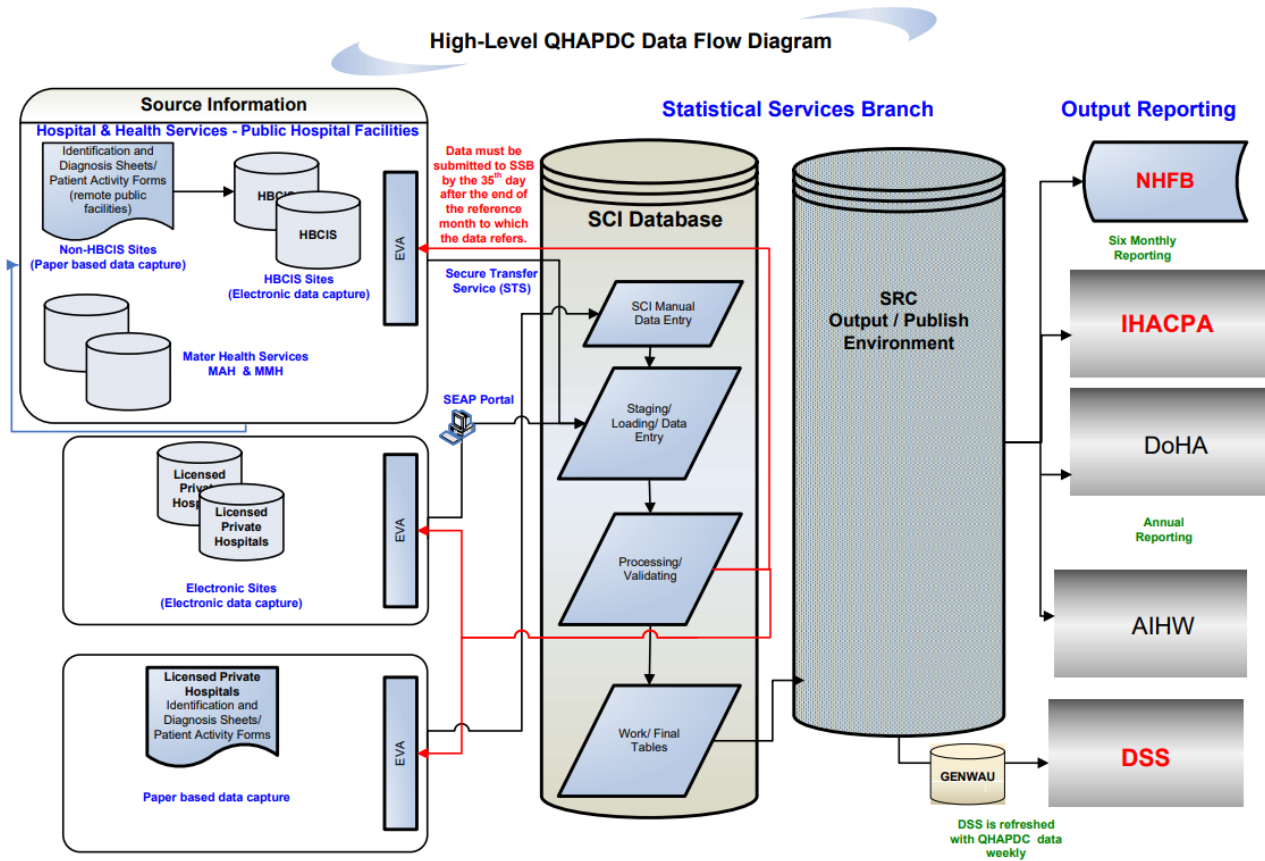 High-Level QHAPDC Data Flow Diagram
Source Information
Hospital & Health Services - Public Hospital Facilities
Identification and
Diagnosis Sheets/
Patient Activity Forms
(remote public
facilities)
Non-HBCIS Sites
(Paper based data capture)
HBCIS
HBCIS
HBCIS Sites
(Electronic data capture)
EVA
Mater Health Services
MAH & MMH
Data must be
submitted to SSB
by the 35th day
after the end of
the reference
month to which
the data refers.
Secure Transfer
Service (STS)
SEAP Portal
Licensed
Private
Hospitals
Licensed
Private
Hospitals
Electronic Sites
(Electronic data capture)
EVA
Licensed Private
Hospitals
Identification and
Diagnosis Sheets/
Patient Activity Forms
Paper based data capture
EVA
Statistical Services Branch
SCI Database
SCI Manual
Data Entry
Staging/
Loading/ Data
Entry
Processing/
Validating
Work/ Final
Tables
SRC
Output / Publish
Environment
GENWAU
DSS is refreshed
with QHAPDC data
weekly
Output Reporting
NHFB
Six Monthly
Reporting
IHACPA
DoHA
Annual
Reporting
AIHW
DSS